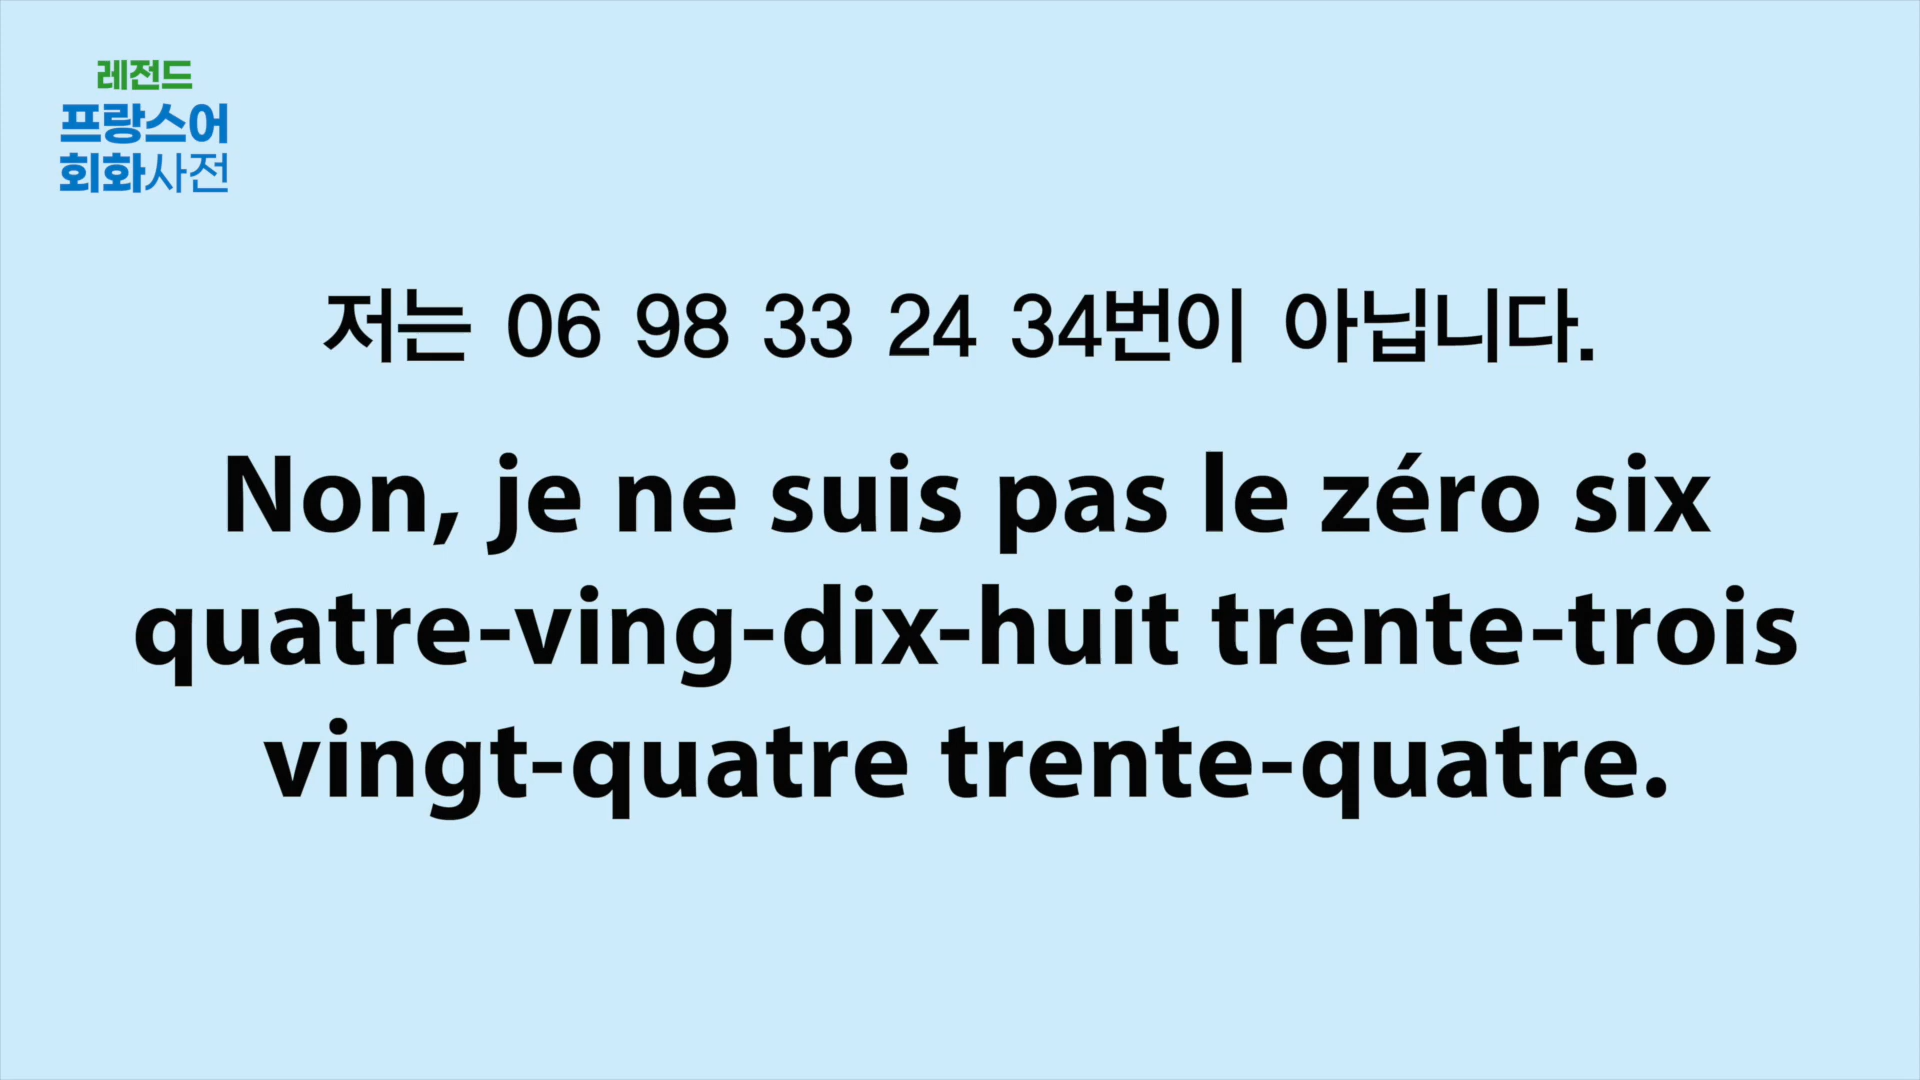 레전드
프랑스어
회화사전
저는 06 98 33 24 34번이 아닙니다.
Non, je ne suis pas le zéro six
quatre-ving-dix-huit trente-trois
vingt-quatre trente-quatre.